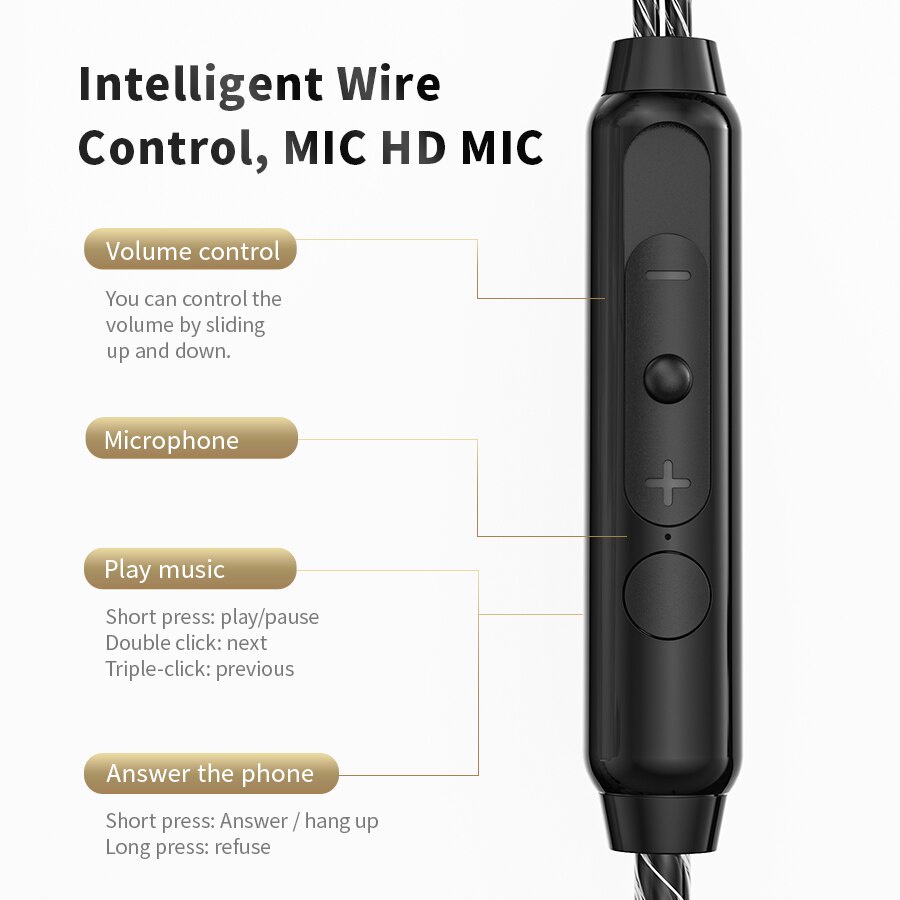 Intelligent Wire
Control, MIC HD MIC
Volume control
You can control the
volume by sliding
up and down.
Microphone
Play music
Short press: play/pause
Double click: next
Triple-click: previous
Answer the phone
Short press: Answer / hang up
Long press: refuse